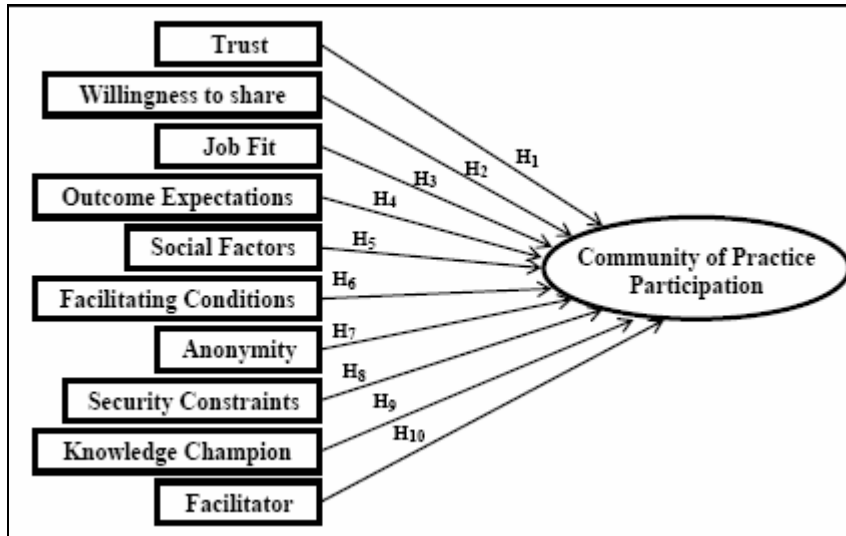 Trust
Willingness to share
Job Fit
Outcome Expectations
Social Factors
Facilitating Conditions
Anonymity
Security Constraints
Knowledge Champion
Facilitator
H1
H2
H3
H4
H5
H6
H7
H8
H9
H10
Community of Practice
Participation